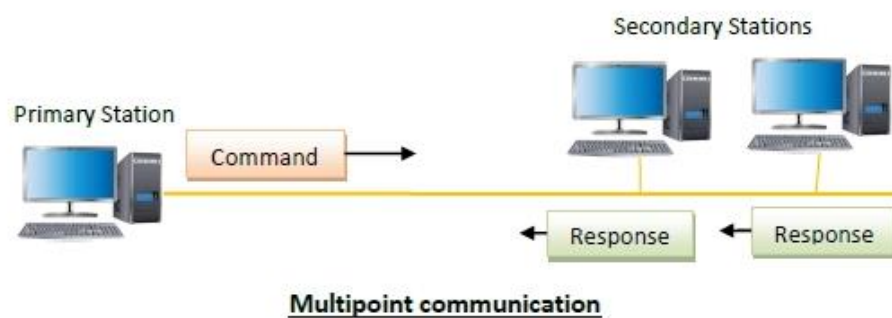 Secondary Stations
Primary Station
Command
Response
Response
Multipoint communication